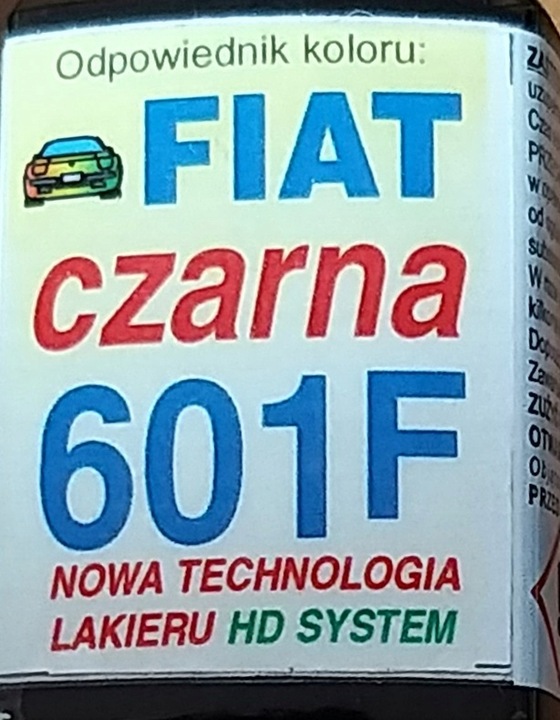 Odpowiednik koloru:
FIAT
czarna
601F
NOWA TECHNOLOGIA
LAKIERU HD SYSTEM